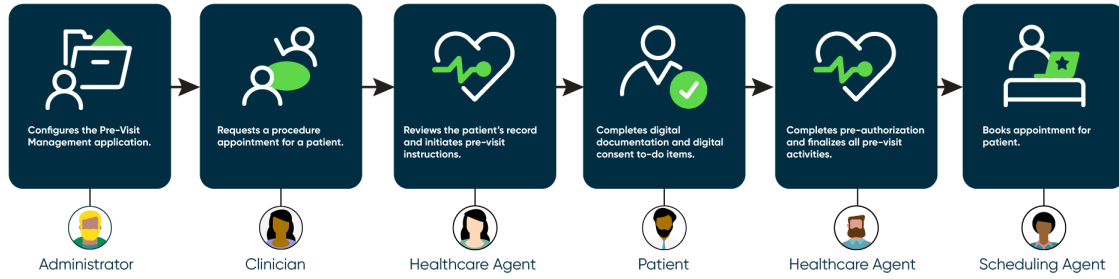 Configures the Pre-Visit
Management application.
Requests a procedure
appointment for a patient.
Reviews the patient's record
and initiates pre-visit
instructions.
Completes digital
documentation and digital
consent to-do items.
Completes pre-authorization
and finalizes all pre-visit
activities.
Books appointment for
patient.
Administrator
Clinician
Healthcare Agent
Patient
Healthcare Agent
Scheduling Agent